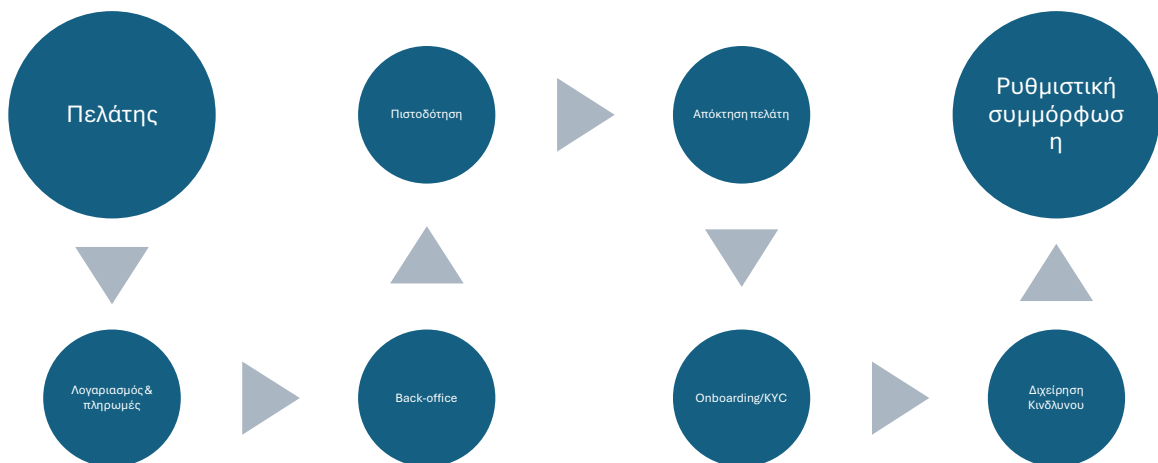 Πελάτης
Πιστοδότηση
Απόκτηση πελάτη
Ρυθμιστική
συμμόρφωσ
η
Λογαριασμός &
πληρωμές
Back-office
Onboarding/KYC
Διχείρηση
Κινδλυνου